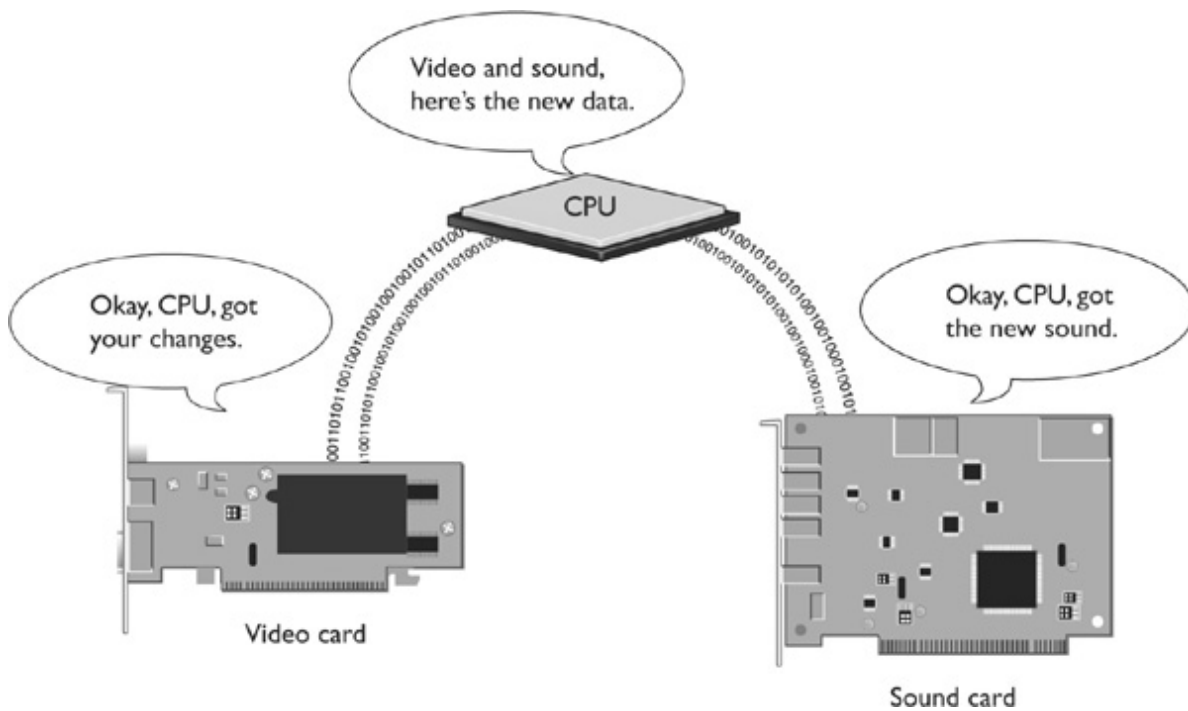 Video and sound,
here's the new data.
CPU
Okay, CPU, got
your changes.
Okay, CPU, got
the new sound.
Video card
Sound card